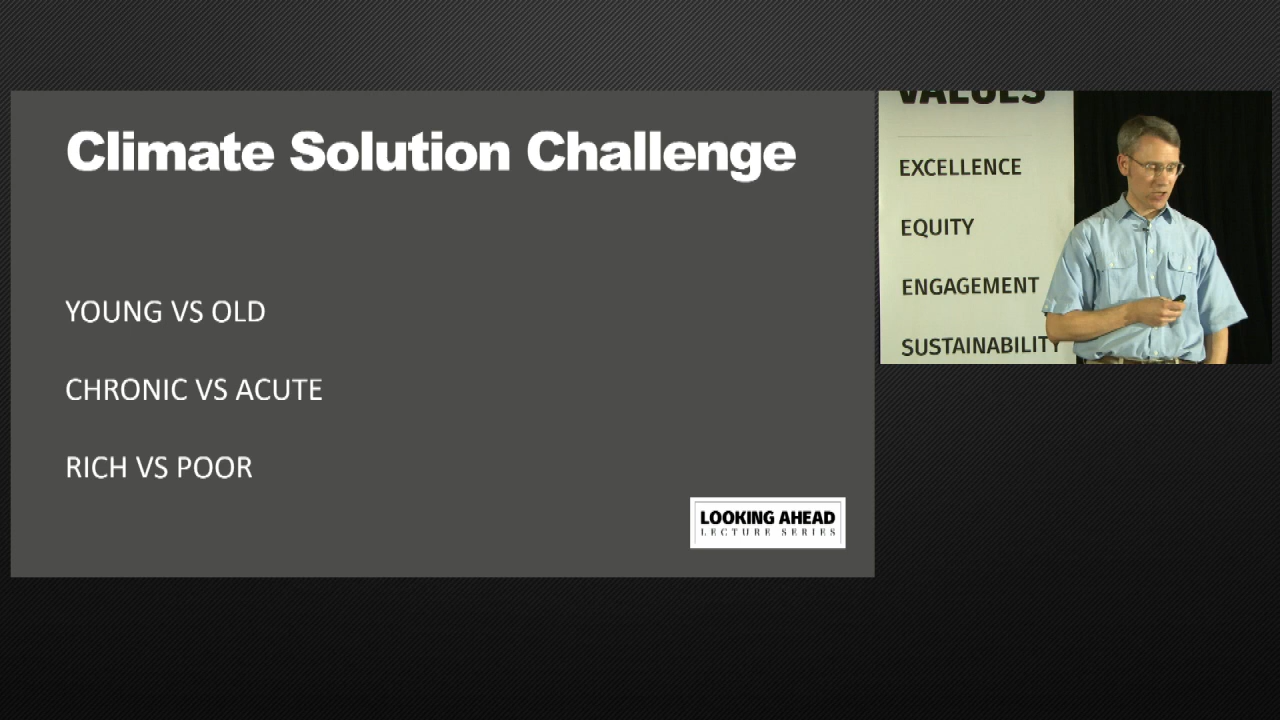 Climate Solution Challenge
YOUNG VS OLD
CHRONIC VS ACUTE
RICH VS POOR
LOOKING AHEAD
LECTURE SERIES
VALUES
EXCELLENCE
EQUITY
ENGAGEMENT
SUSTAINABILITY